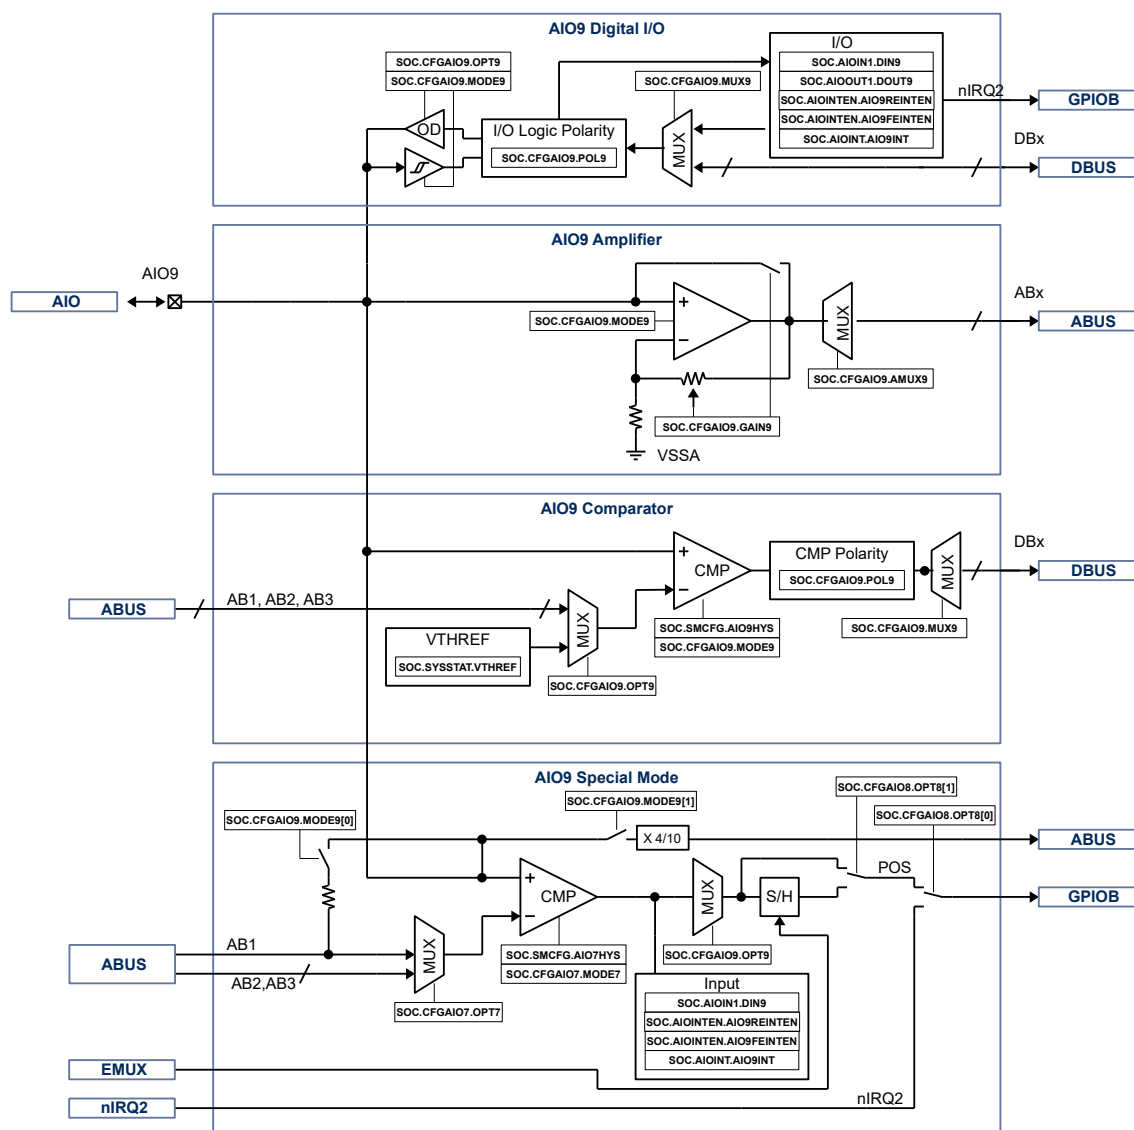 AIO9 Digital I/O
SOC.CFGAIO9.OPT9
SOC.CFGAIO9.MODE9
OD
I/O Logic Polarity
SOC.CFGAIO9.POL9
SOC.CFGAIO9.MUX9
MUX
I/O
SOC.AIOIN1.DIN9
SOC.AIOOUT1.DOUT9
SOC.AIOINTEN.AIO9REINTEN
SOC.AIOINTEN.AIO9FEINTEN
SOC.AIOINT.AIO9INT
nIRQ2
GPIOB
DBx
DBUS
AIO9 Amplifier
AIO
AIO9
SOC.CFGAIO9.MODE9
MUX
ABx
ABUS
SOC.CFGAIO9.AMUX9
SOC.CFGAIO9.GAIN9
VSSA
AIO9 Comparator
CMP
CMP Polarity
SOC.CFGAIO9.POL9
MUX
DBx
DBUS
ABUS
AB1, AB2, AB3
MUX
SOC.SMCFG.AIO9HYS
SOC.CFGAIO9.MODE9
SOC.CFGAIO9.MUX9
VTHREF
SOC.SYSSTAT.VTHREF
SOC.CFGAIO9.OPT9
AIO9 Special Mode
SOC.CFGAIO9.MODE9[0]
SOC.CFGAIO9.MODE9[1]
SOC.CFGAIO8.OPT8[1]
SOC.CFGAIO8.OPT8[0]
X 4/10
ABUS
CMP
MUX
S/H
POS
GPIOB
ABUS
AB1
AB2,AB3
MUX
SOC.SMCFG.AIO7HYS
SOC.CFGAIO7.MODE7
SOC.CFGAIO9.OPT9
SOC.CFGAIO7.OPT7
Input
SOC.AIOIN1.DIN9
SOC.AIOINTEN.AIO9REINTEN
SOC.AIOINTEN.AIO9FEINTEN
SOC.AIOINT.AIO9INT
EMUX
nIRQ2
nIRQ2